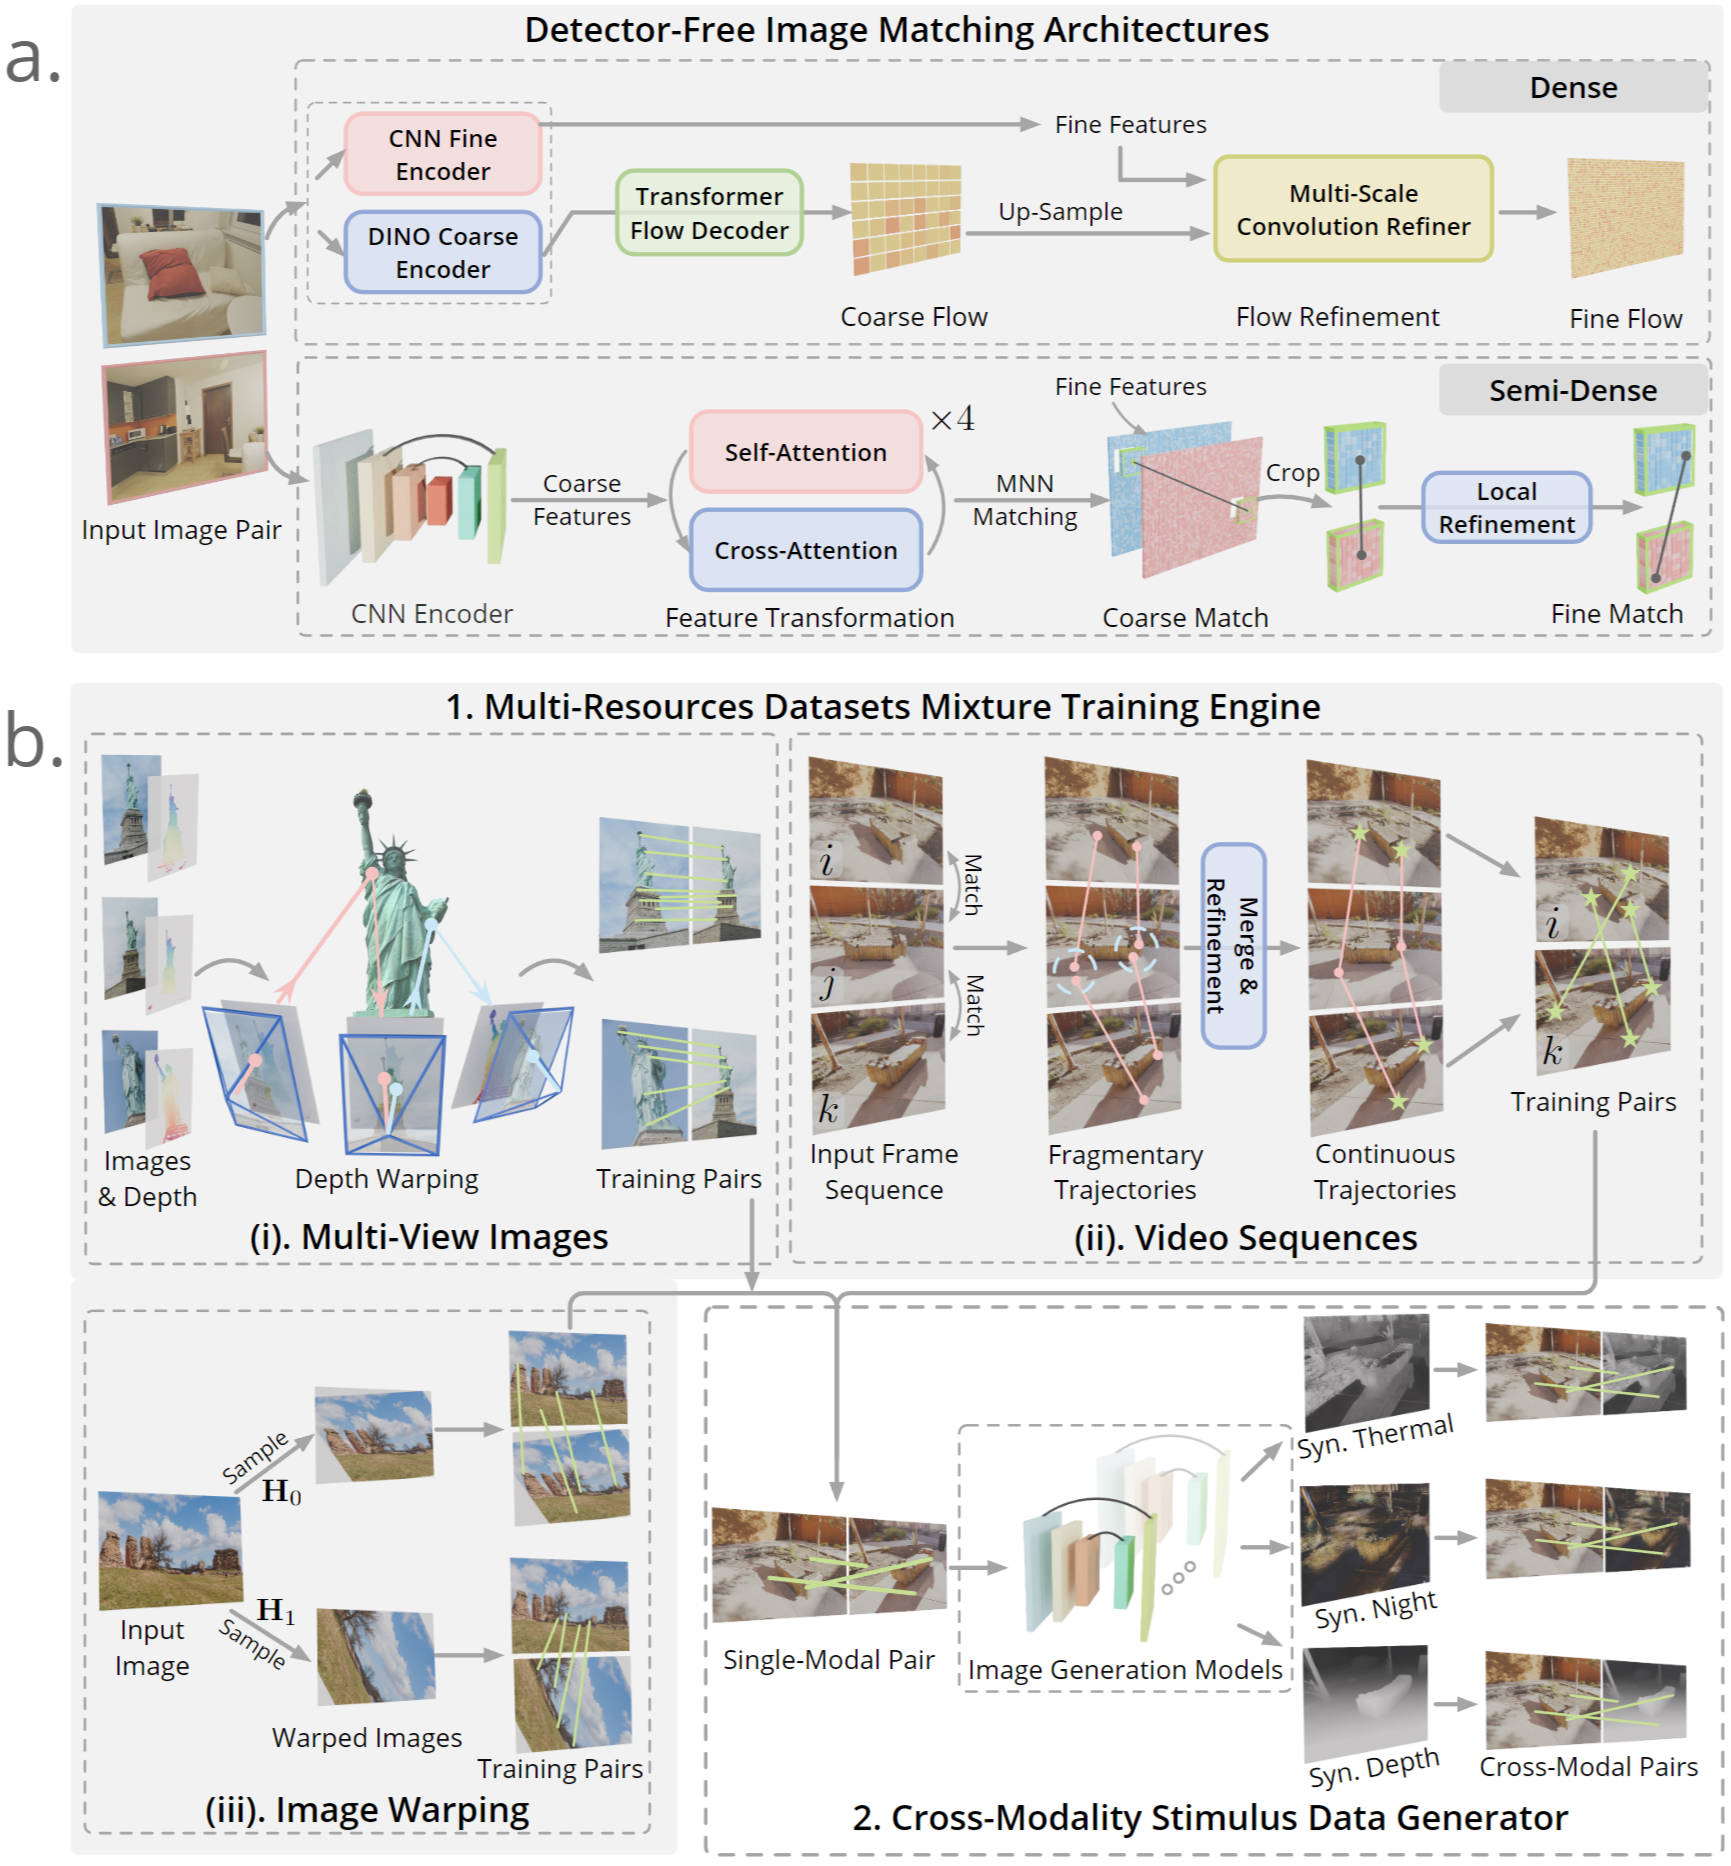 a.
Detector-Free Image Matching Architectures
Dense
CNN Fine
Encoder
DINO Coarse
Encoder
Transformer
Flow Decoder
Fine Features
Up-Sample
Multi-Scale
Convolution Refiner
Coarse Flow
Flow Refinement
Fine Flow
Input Image Pair
Semi-Dense
Fine Features
Self-Attention
×4
Cross-Attention
Coarse
Features
MNN
Matching
Crop
Local
Refinement
CNN Encoder
Feature Transformation
Coarse Match
Fine Match
b.
1. Multi-Resources Datasets Mixture Training Engine
Images
& Depth
Depth Warping
Training Pairs
(i). Multi-View Images
i
j
k
Match
Match
Merge &
Refinement
i
k
Input Frame
Sequence
Fragmentary
Trajectories
Continuous
Trajectories
Training Pairs
(ii). Video Sequences
Input
Image
Sample
H0
H1
Sample
Warped Images
Training Pairs
(iii). Image Warping
Single-Modal Pair
Image Generation Models
Syn. Thermal
Syn. Night
Syn. Depth
Cross-Modal Pairs
2. Cross-Modality Stimulus Data Generator